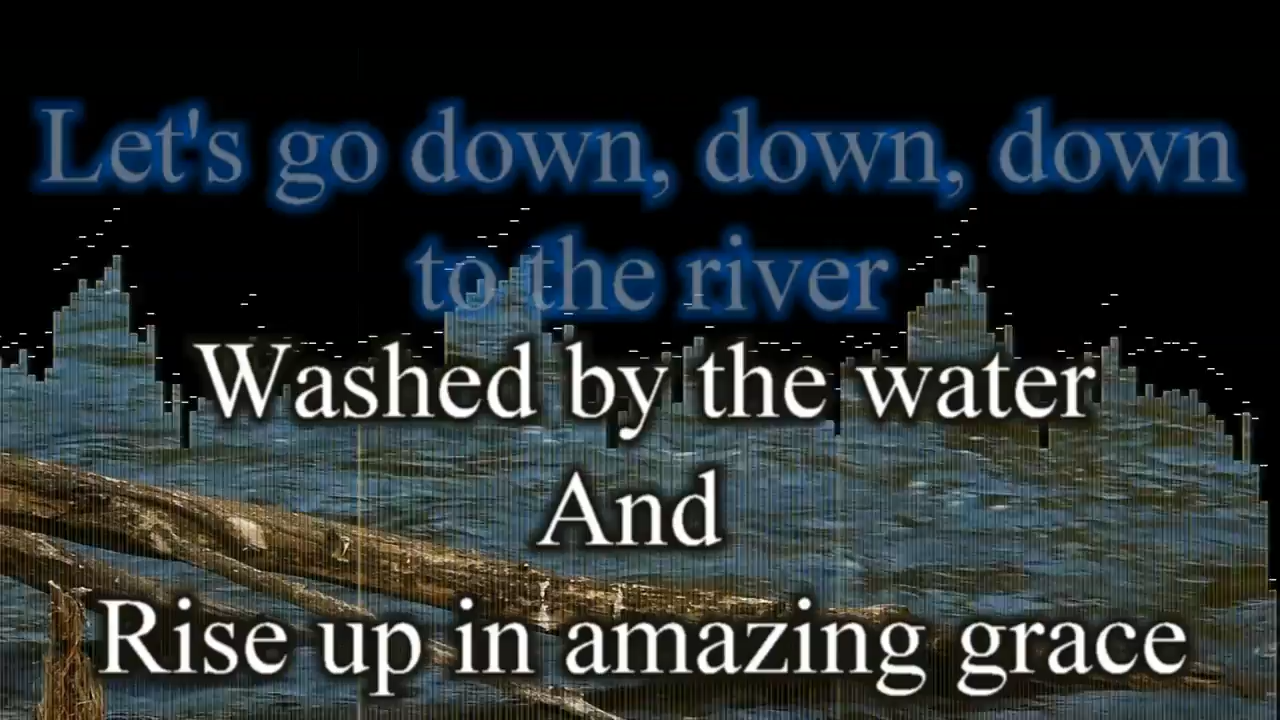 Let's go down, down, down
to the river
Washed by the water
And
Rise up in amazing grace